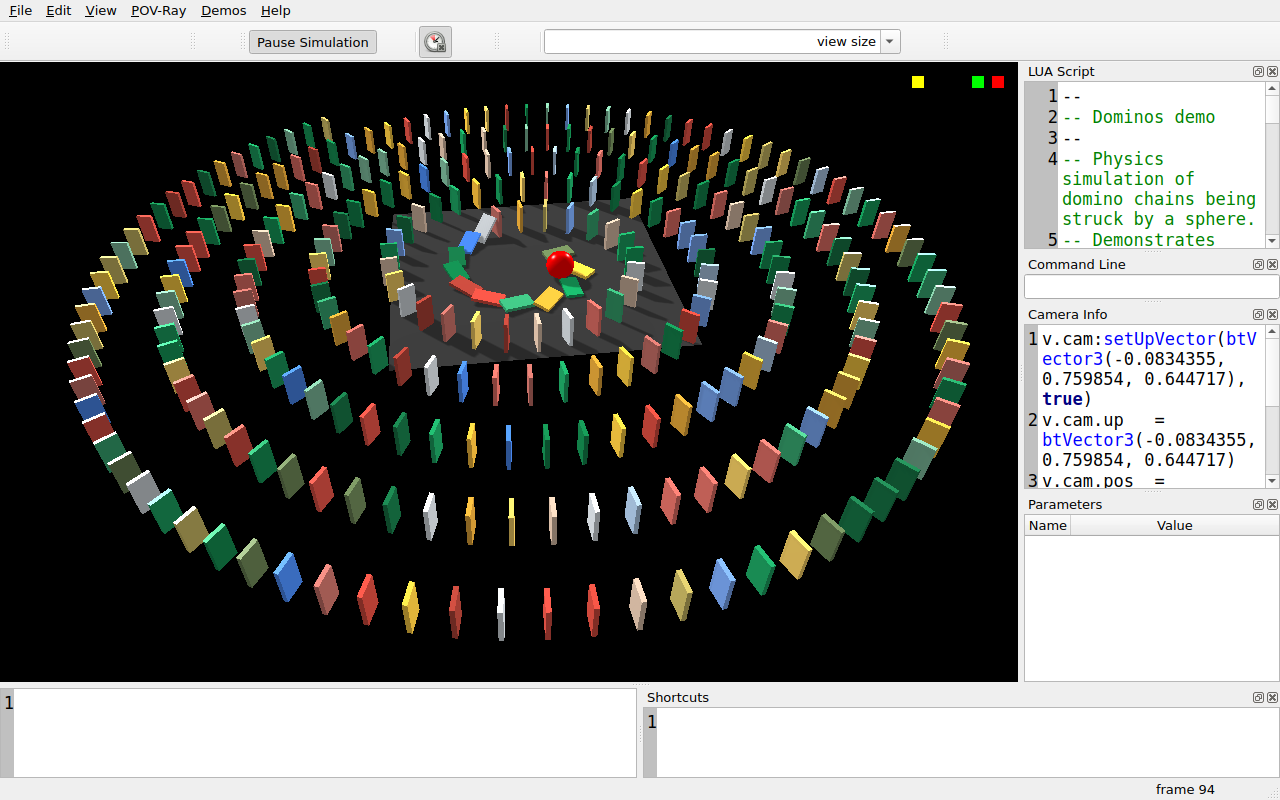 File Edit View POV-Ray Demos Help
Pause Simulation
view size
LUA Script
1 --
2 -- Dominos demo
3 --
4 -- Physics
simulation of
domino chains being
struck by a sphere.
5 -- Demonstrates
Command Line
Camera Info
1 v.cam:setUpVector(btV
ector3(-0.0834355,
0.759854, 0.644717),
true)
2 v.cam.up   =
btVector3(-0.0834355,
0.759854, 0.644717)
3 v.cam.pos  =
Parameters
Name Value
1
Shortcuts
1
frame 94